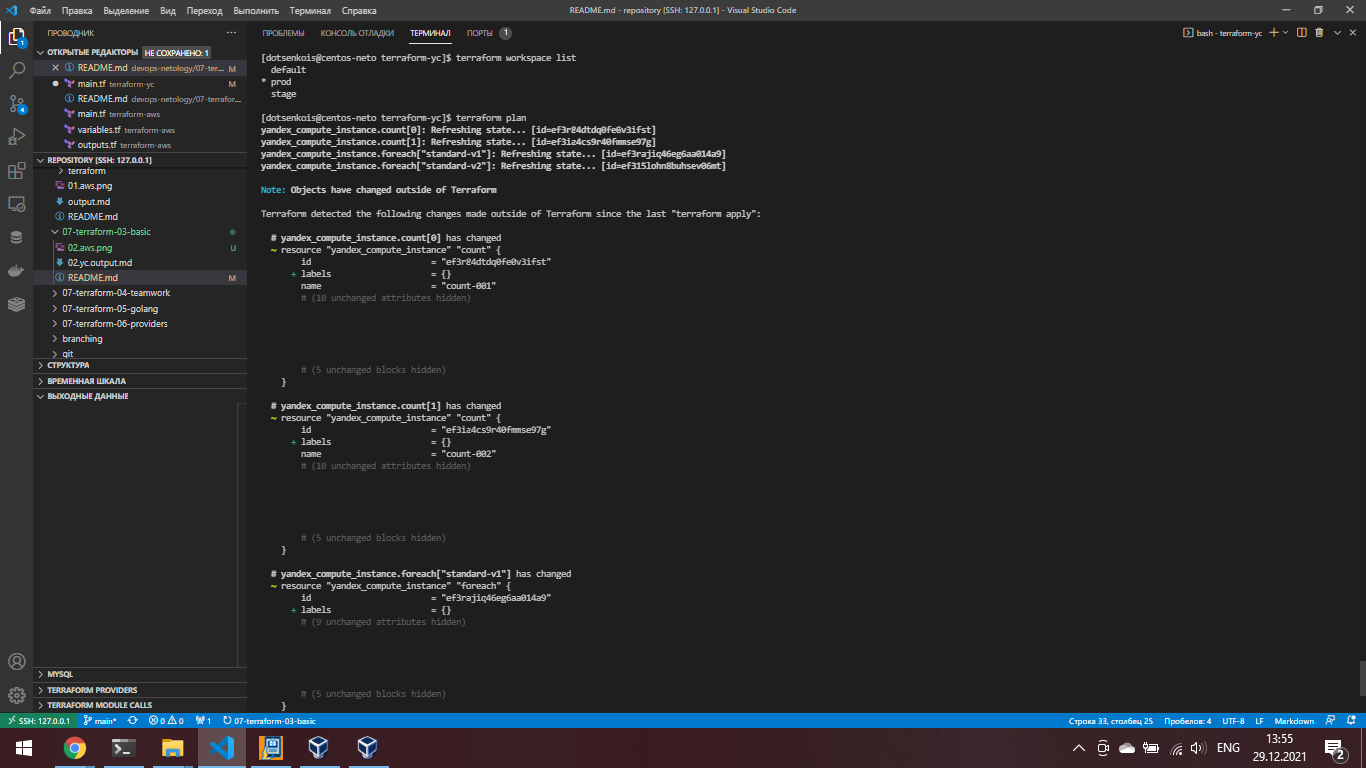 Файл Правка Выделение Вид Переход Выполнить Терминал Справка
README.md - repository [SSH: 127.0.0.1] - Visual Studio Code
ПРОВОДНИК
ОТКРЫТЫЕ РЕДАКТОРЫ НЕ СОХРАНЕНО: 1
README.md devops-netology/07-ter... M
main.tf terraform-yc M
README.md devops-netology/07-terrafor...
main.tf terraform-aws
variables.tf terraform-aws
outputs.tf terraform-aws
REPOSITORY [SSH: 127.0.0.1]
terraform
01.aws.png
output.md
README.md
07-terraform-03-basic
02.aws.png U
02.yc.output.md
README.md M
07-terraform-04-teamwork
07-terraform-05-golang
07-terraform-06-providers
branching
git
СТРУКТУРА
ВРЕМЕННАЯ ШКАЛА
ВЫХОДНЫЕ ДАННЫЕ
MYSQL
TERRAFORM PROVIDERS
TERRAFORM MODULE CALLS
1
4
ПРОБЛЕМЫ КОНСОЛЬ ОТЛАДКИ ТЕРМИНАЛ ПОРТЫ 1
bash - terraform-yc
[dotsenkois@centos-neto terraform-yc]$ terraform workspace list
default
* prod
stage
[dotsenkois@centos-neto terraform-yc]$ terraform plan
yandex_compute_instance.count[0]: Refreshing state... [id=ef3r84dtdq0fe0v3ifst]
yandex_compute_instance.count[1]: Refreshing state... [id=ef3iz4cs9r40fmmse97g]
yandex_compute_instance.foreach["standard-v1"]: Refreshing state... [id=ef3rajiq46eg6aa014a9]
yandex_compute_instance.foreach["standard-v2"]: Refreshing state... [id=ef315lohn8buhsev06mt]
Note: Objects have changed outside of Terraform
Terraform detected the following changes made outside of Terraform since the last "terraform apply":
# yandex_compute_instance.count[0] has changed
~ resource "yandex_compute_instance" "count" {
id = "ef3r84dtdq0fe0v3ifst"
+ labels = {}
name = "count-001"
# (10 unchanged attributes hidden)
# (5 unchanged blocks hidden)
}
# yandex_compute_instance.count[1] has changed
~ resource "yandex_compute_instance" "count" {
id = "ef3iz4cs9r40fmmse97g"
+ labels = {}
name = "count-002"
# (10 unchanged attributes hidden)
# (5 unchanged blocks hidden)
}
# yandex_compute_instance.foreach["standard-v1"] has changed
~ resource "yandex_compute_instance" "foreach" {
id = "ef3rajiq46eg6aa014a9"
+ labels = {}
# (9 unchanged attributes hidden)
# (5 unchanged blocks hidden)
}
SSH: 127.0.0.1 main* 0 0 1 07-terraform-03-basic
Строка 33, столбец 25 Пробелов: 4 UTF-8 LF Markdown
ENG
13:55
29.12.2021
2